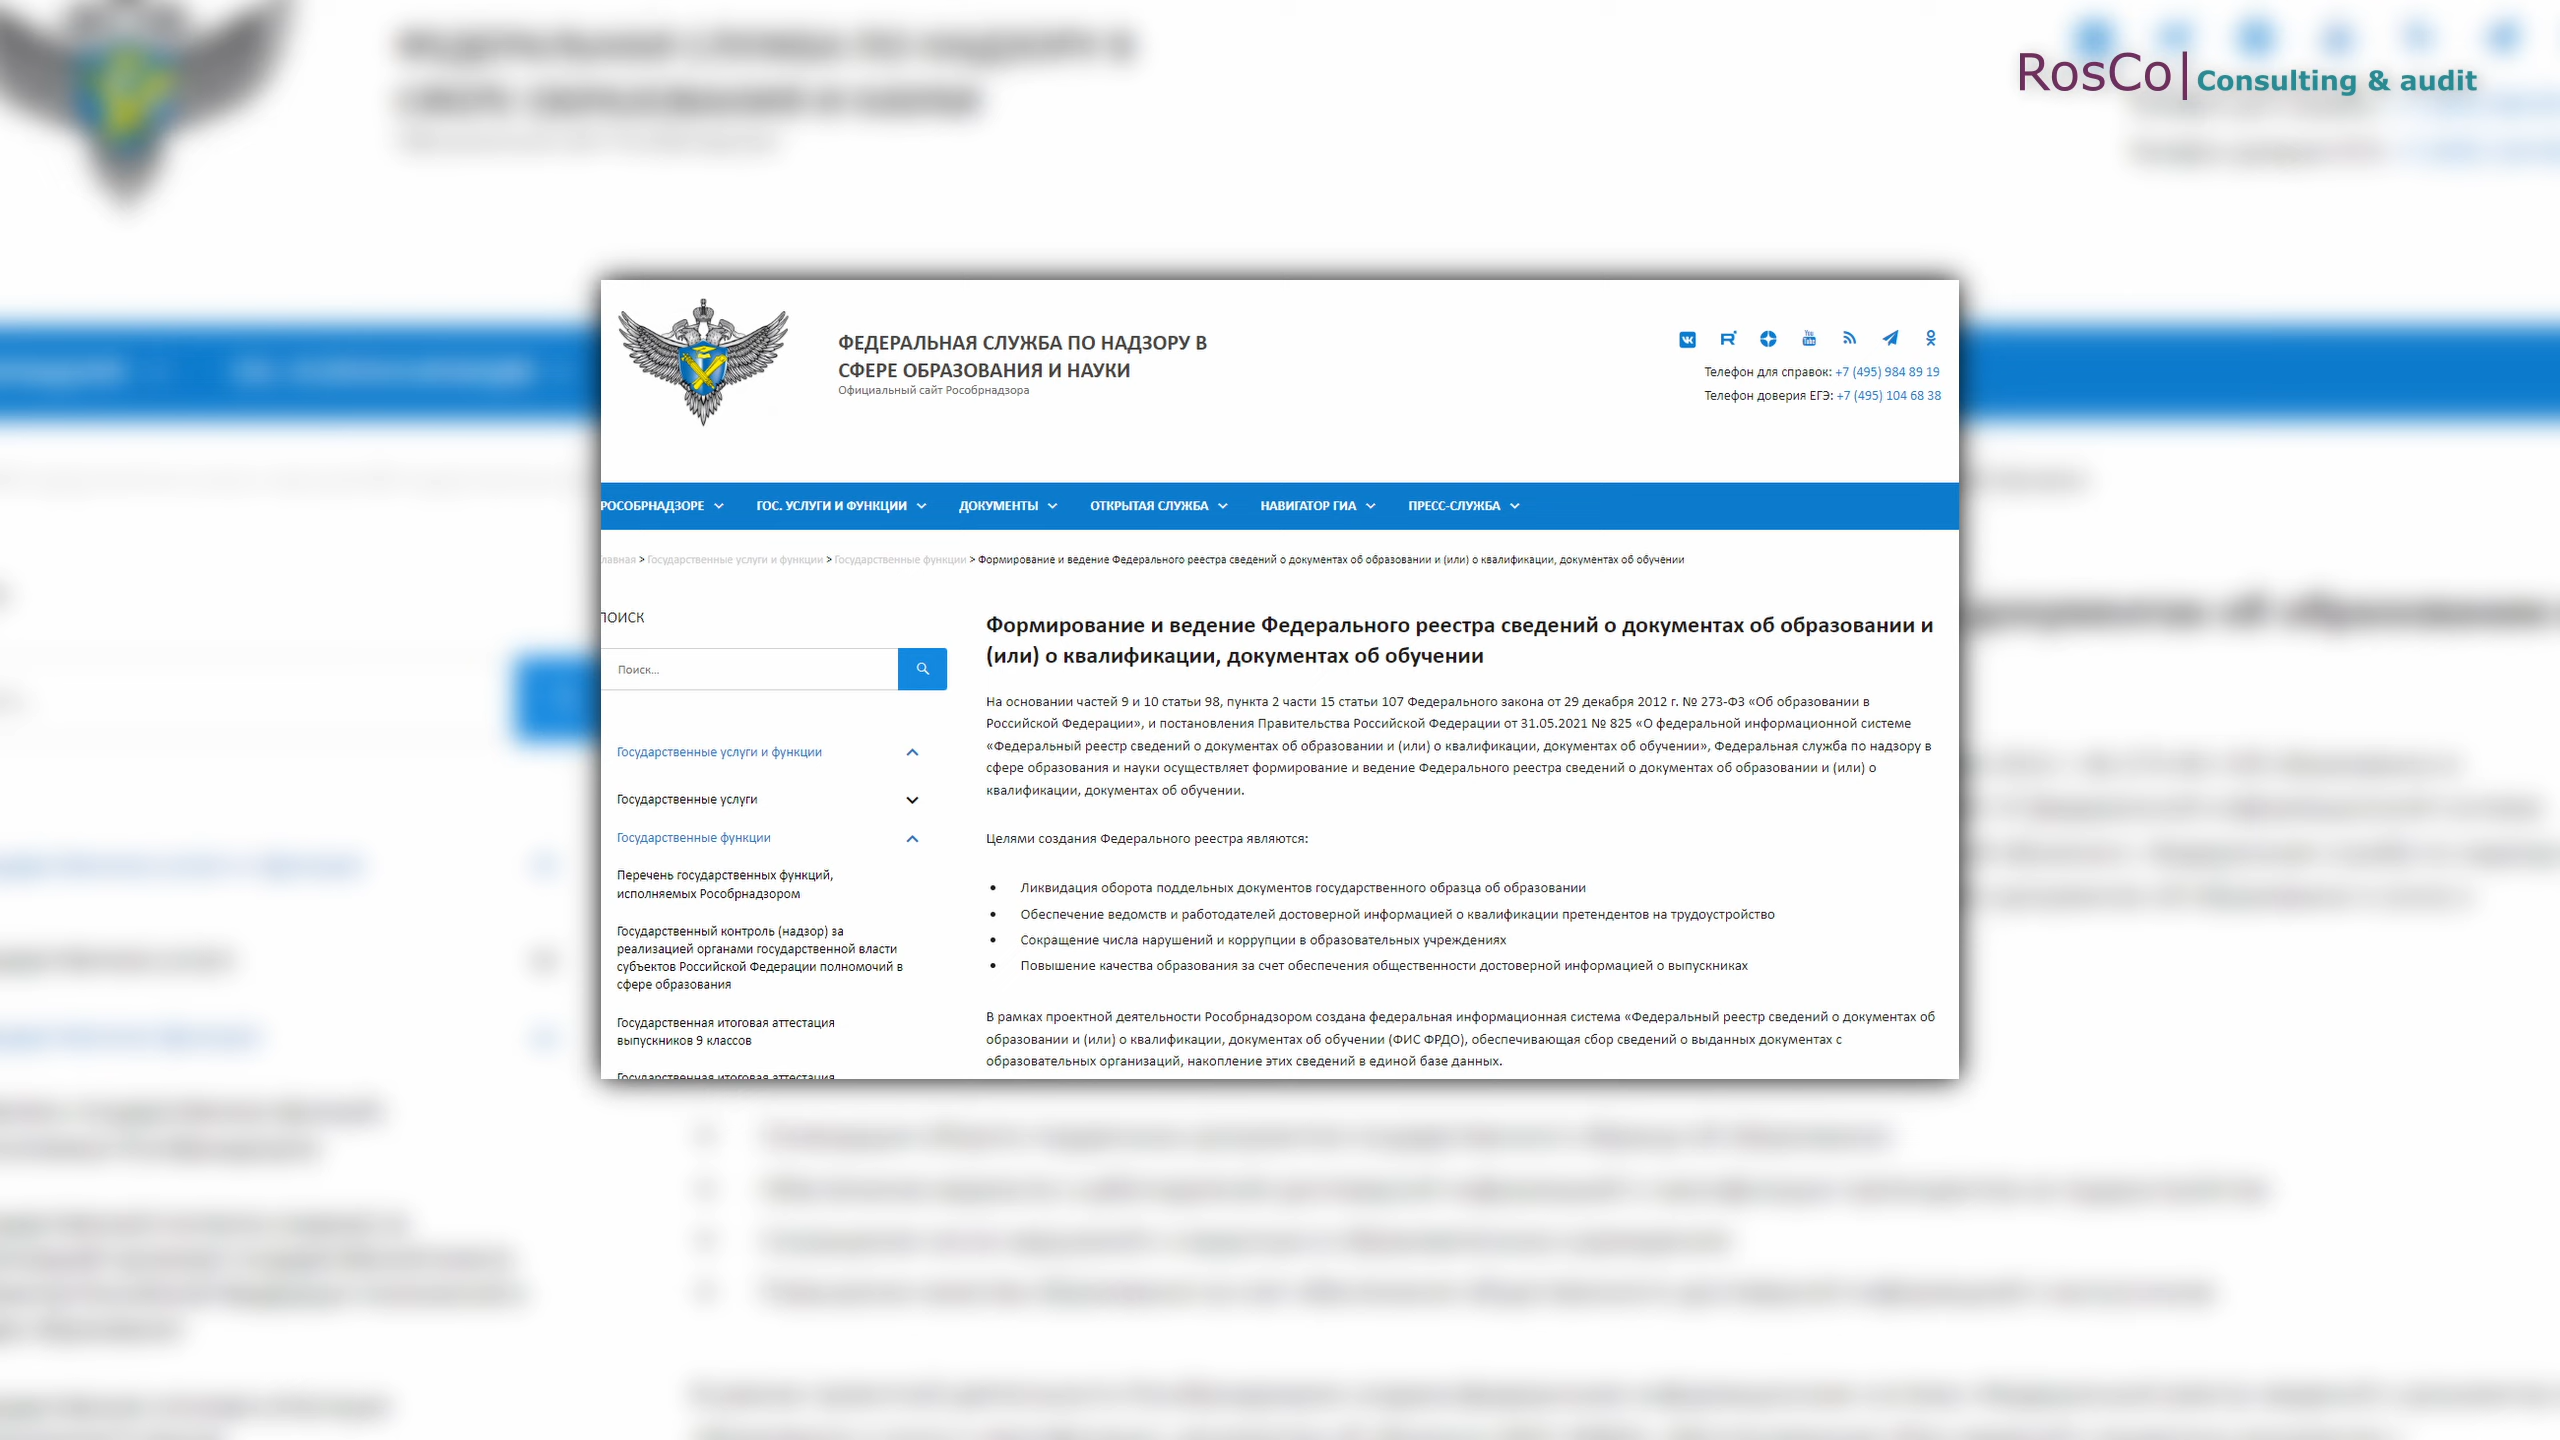 RosCo|Consulting & audit
ФЕДЕРАЛЬНАЯ СЛУЖБА ПО НАДЗОРУ В
СФЕРЕ ОБРАЗОВАНИЯ И НАУКИ
Официальный сайт Рособрнадзора
Телефон для справок: +7 (495) 984 89 19
Телефон доверия ЕГЭ: +7 (495) 104 68 38
РОСОБРНАДЗОРЕ ГОС. УСЛУГИ И ФУНКЦИИ ДОКУМЕНТЫ ОТКРЫТАЯ СЛУЖБА НАВИГАТОР ГИА ПРЕСС-СЛУЖБА
лавная > Государственные услуги и функции > Государственные функции > Формирование и ведение Федерального реестра сведений о документах об образовании и (или) о квалификации, документах об обучении
ПОИСК
Поиск...
Государственные услуги и функции
Государственные услуги
Государственные функции
Перечень государственных функций,
исполняемых Рособрнадзором
Государственный контроль (надзор) за
реализацией органами государственной власти
субъектов Российской Федерации полномочий в
сфере образования
Государственная итоговая аттестация
выпускников 9 классов
Государственная итоговая аттестация
Формирование и ведение Федерального реестра сведений о документах об образовании и
(или) о квалификации, документах об обучении
На основании частей 9 и 10 статьи 98, пункта 2 части 15 статьи 107 Федерального закона от 29 декабря 2012 г. № 273-ФЗ «Об образовании в
Российской Федерации», и постановления Правительства Российской Федерации от 31.05.2021 № 825 «О федеральной информационной системе
«Федеральный реестр сведений о документах об образовании и (или) о квалификации, документах об обучении», Федеральная служба по надзору в
сфере образования и науки осуществляет формирование и ведение Федерального реестра сведений о документах об образовании и (или) о
квалификации, документах об обучении.
Целями создания Федерального реестра являются:
• Ликвидация оборота поддельных документов государственного образца об образовании
• Обеспечение ведомств и работодателей достоверной информацией о квалификации претендентов на трудоустройство
• Сокращение числа нарушений и коррупции в образовательных учреждениях
• Повышение качества образования за счет обеспечения общественности достоверной информацией о выпускниках
В рамках проектной деятельности Рособрнадзором создана федеральная информационная система «Федеральный реестр сведений о документах об
образовании и (или) о квалификации, документах об обучении (ФИС ФРДО), обеспечивающая сбор сведений о выданных документах с
образовательных организаций, накопление этих сведений в единой базе данных.